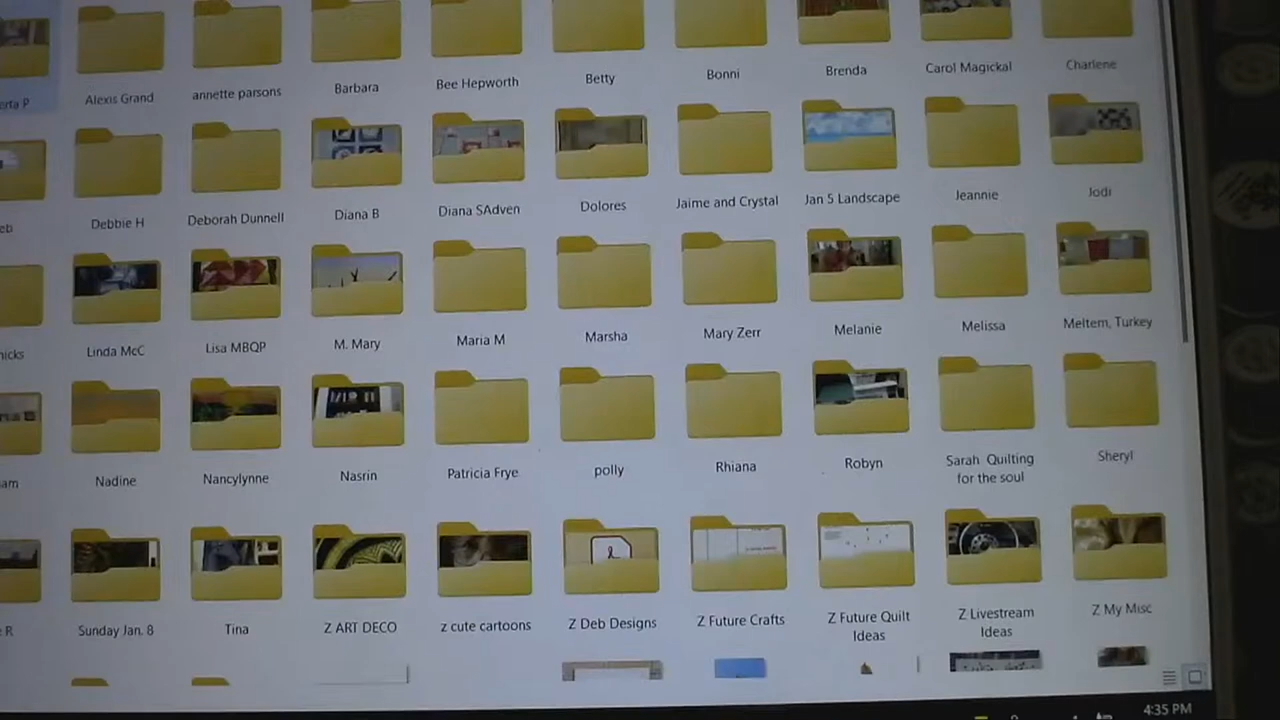 erta P
Alexis Grand
annette parsons
Barbara
Bee Hepworth
Betty
Bonni
Brenda
Carol Magickal
Charlene
eb
Debbie H
Deborah Dunnell
Diana B
Diana SAdven
Dolores
Jaime and Crystal
Jan 5 Landscape
Jeannie
Jodi
nicks
Linda McC
Lisa MBQP
M. Mary
Maria M
Marsha
Mary Zerr
Melanie
Melissa
Meltem, Turkey
am
Nadine
Nancylynne
Nasrin
Patricia Frye
polly
Rhiana
Robyn
Sarah Quilting
for the soul
Sheryl
e R
Sunday Jan. 8
Tina
Z ART DECO
z cute cartoons
Z Deb Designs
Z Future Crafts
Z Future Quilt
Ideas
Z Livestream
Ideas
Z My Misc
4:35 PM